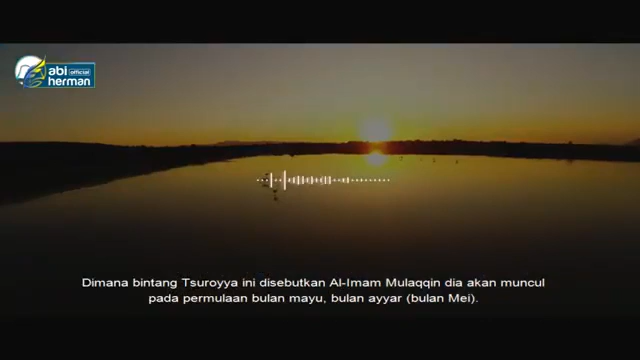 abi official
herman
Dimana bintang Tsuroyya ini disebutkan Al-Imam Mulaqqin dia akan muncul
pada permulaan bulan mayu, bulan ayyar (bulan Mei).